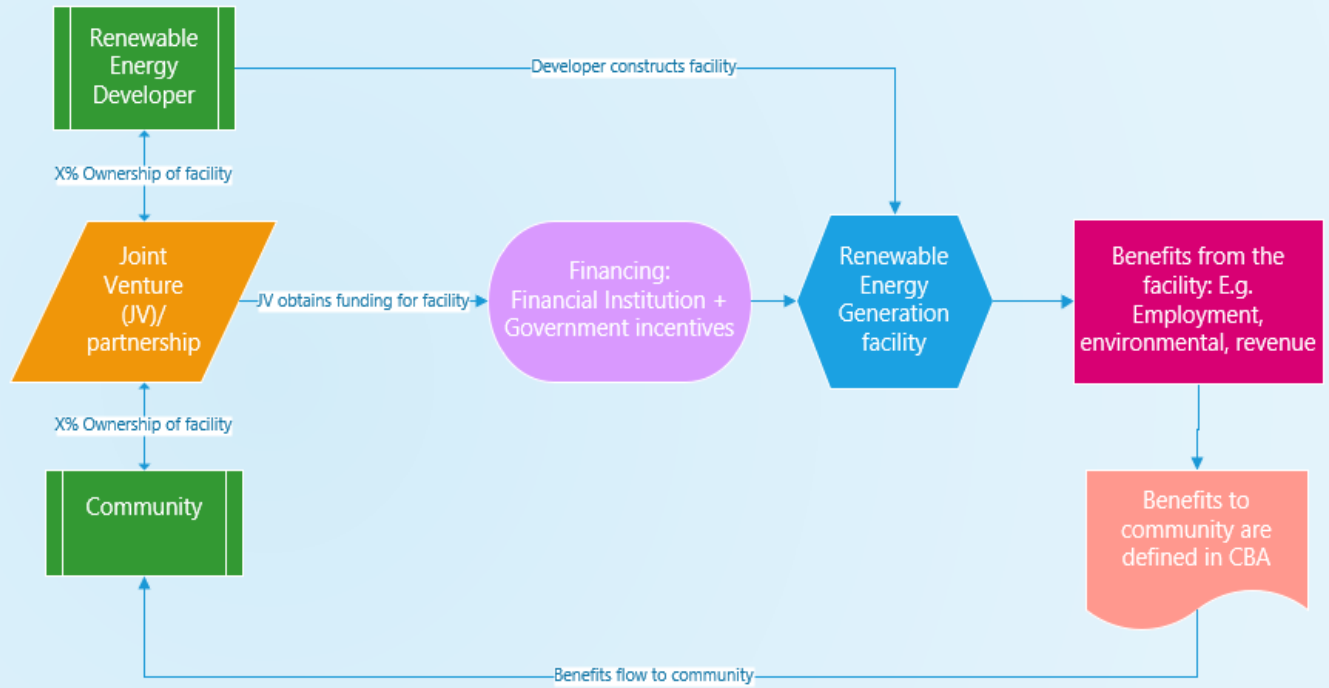 Renewable
Energy
Developer
Developer constructs facility
X% Ownership of facility
Joint
Venture
(JV)/
partnership
JV obtains funding for facility
Financing:
Financial Institution +
Government incentives
Renewable
Energy
Generation
facility
Benefits from the
facility: E.g.
Employment,
environmental, revenue
X% Ownership of facility
Community
Benefits to
community are
defined in CBA
Benefits flow to community